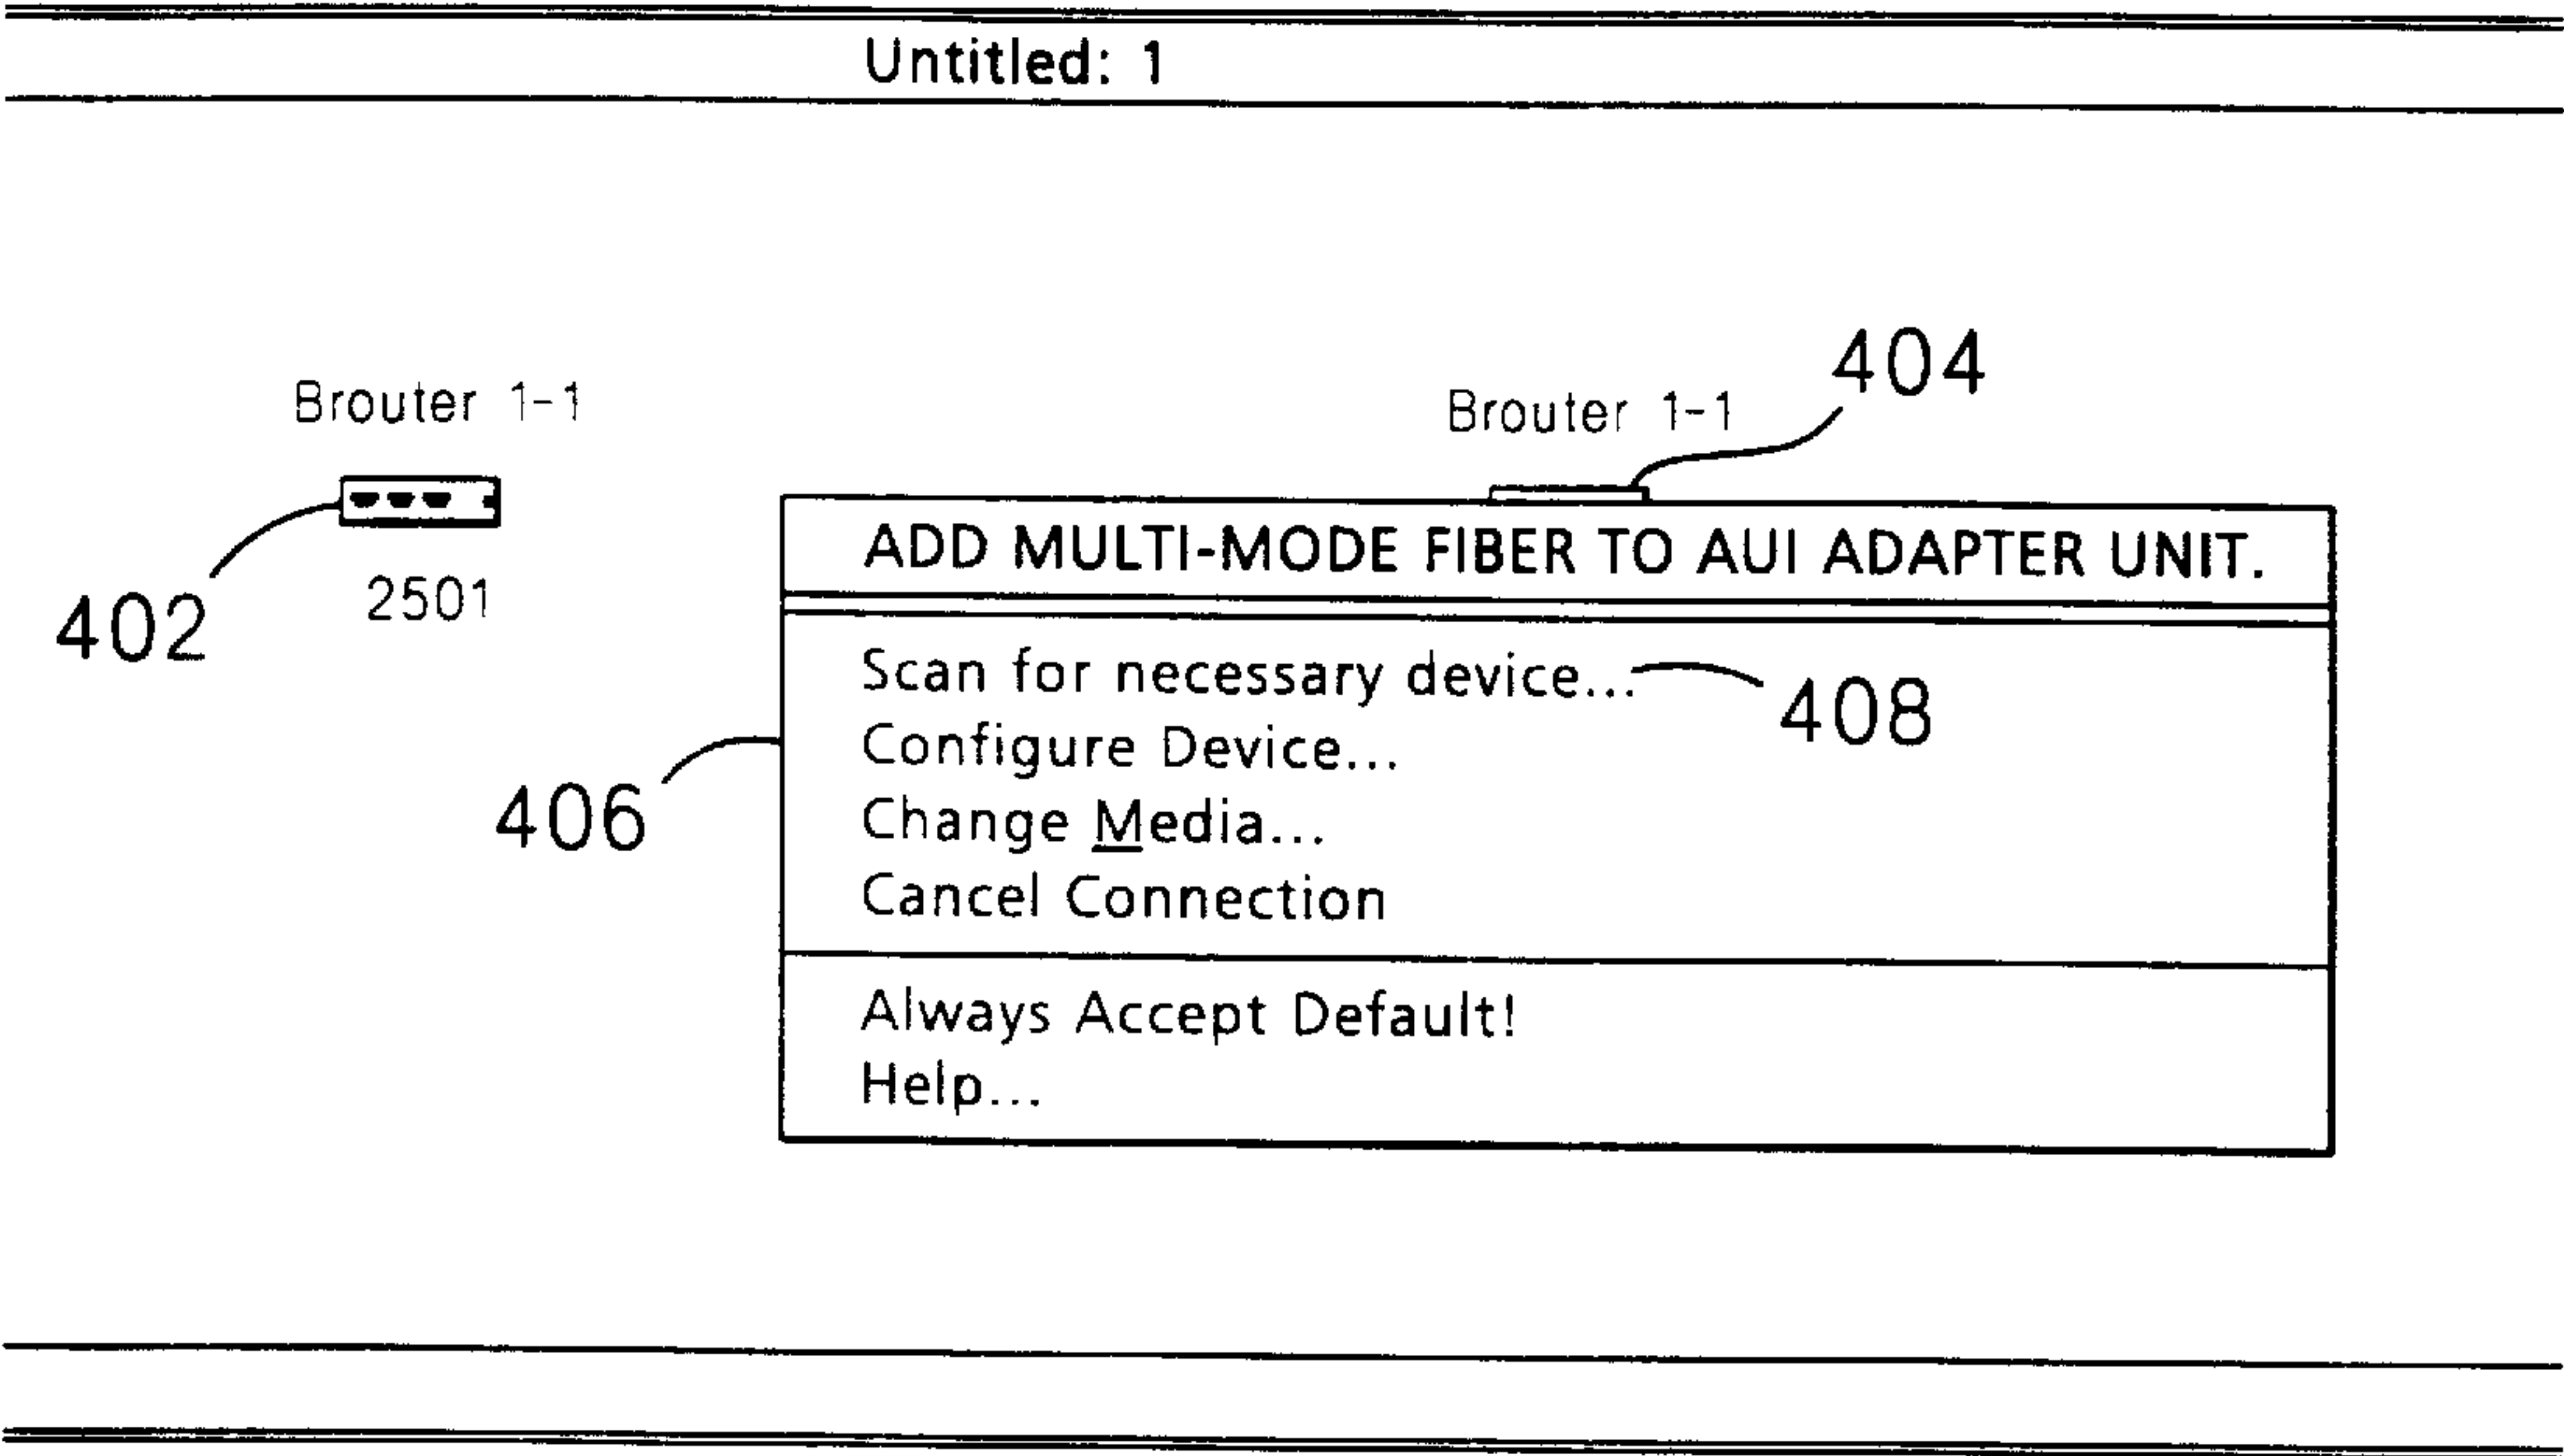 Untitled: 1
404
Brouter 1-1
Brouter 1-1
402
2501
ADD MULTI-MODE FIBER TO AUI ADAPTER UNIT.
Scan for necessary device...
408
Configure Device...
406
Change Media...
Cancel Connection
Always Accept Default!
Help...